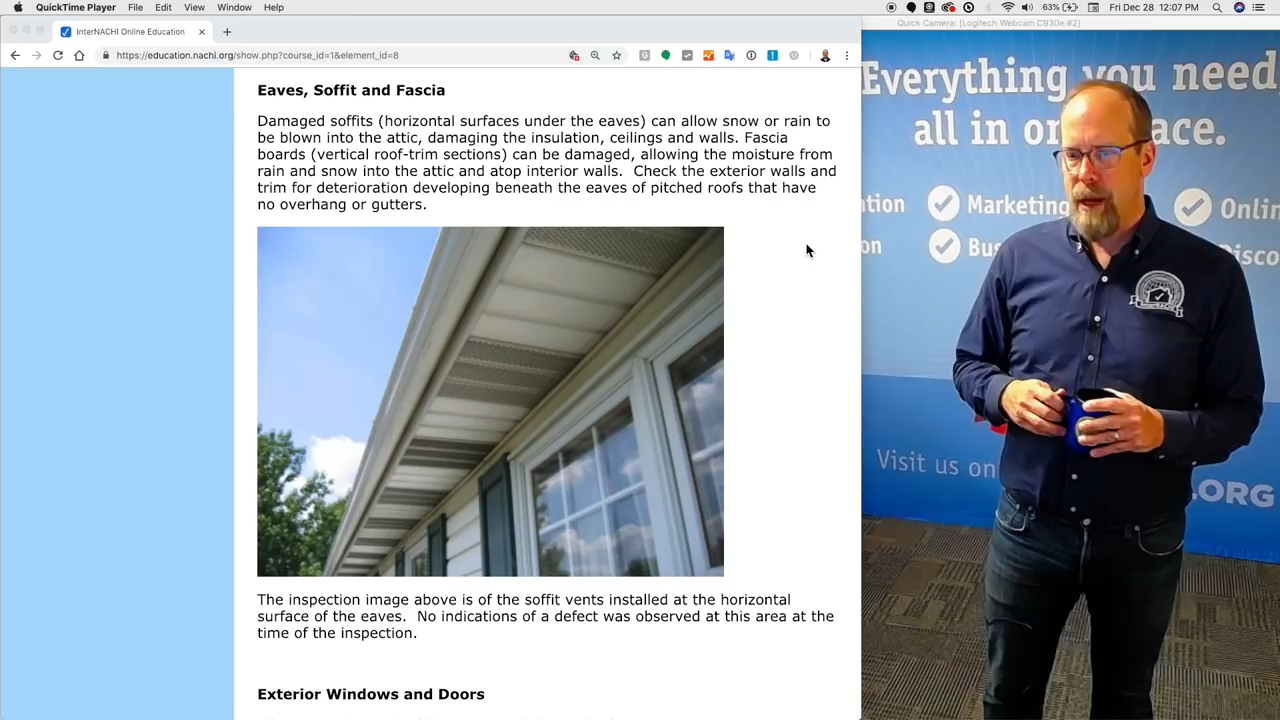 QuickTime Player File Edit View Window Help
63% Fri Dec 28 12:07 PM
Quick Camera: [Logitech Webcam C930e #2]
InterNACHI Online Education
https://education.nachi.org/show.php?course_id=1&element_id=8
Eaves, Soffit and Fascia
Damaged soffits (horizontal surfaces under the eaves) can allow snow or rain to
be blown into the attic, damaging the insulation, ceilings and walls. Fascia
boards (vertical roof-trim sections) can be damaged, allowing the moisture from
rain and snow into the attic and atop interior walls. Check the exterior walls and
trim for deterioration developing beneath the eaves of pitched roofs that have
no overhang or gutters.
The inspection image above is of the soffit vents installed at the horizontal
surface of the eaves. No indications of a defect was observed at this area at the
time of the inspection.
Exterior Windows and Doors
Everything you need,
all in
Marketing
Visit us on
.ORG